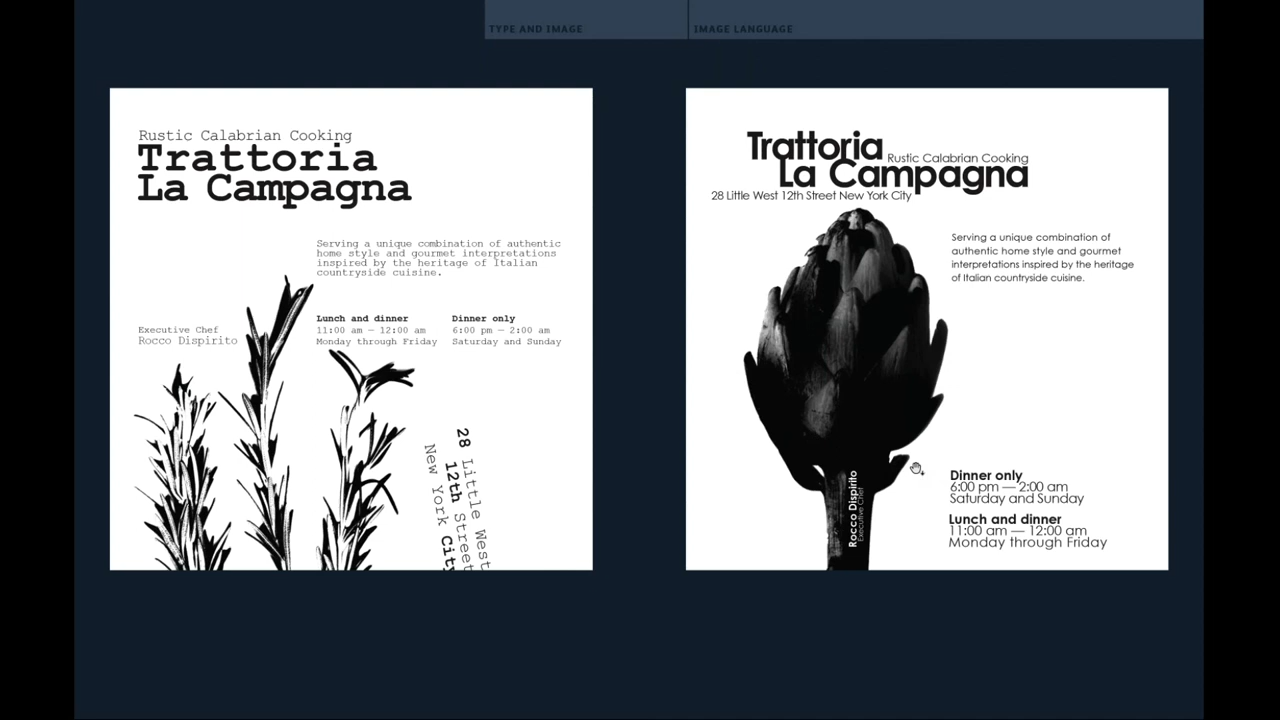 TYPE AND IMAGE
IMAGE LANGUAGE
Rustic Calabrian Cooking
Trattoria
La Campagna
Serving a unique combination of authentic
home style and gourmet interpretations
inspired by the heritage of Italian
countryside cuisine.
Executive Chef
Rocco Dispirito
Lunch and dinner
11:00 am — 12:00 am
Monday through Friday
Dinner only
6:00 pm — 2:00 am
Saturday and Sunday
28 Little West
12th Street
New York City
Trattoria
Rustic Calabrian Cooking
La Campagna
28 Little West 12th Street New York City
Serving a unique combination of
authentic home style and gourmet
interpretations inspired by the heritage
of Italian countryside cuisine.
Rocco Dispirito
Executive Chef
Dinner only
6:00 pm — 2:00 am
Saturday and Sunday
Lunch and dinner
11:00 am — 12:00 am
Monday through Friday